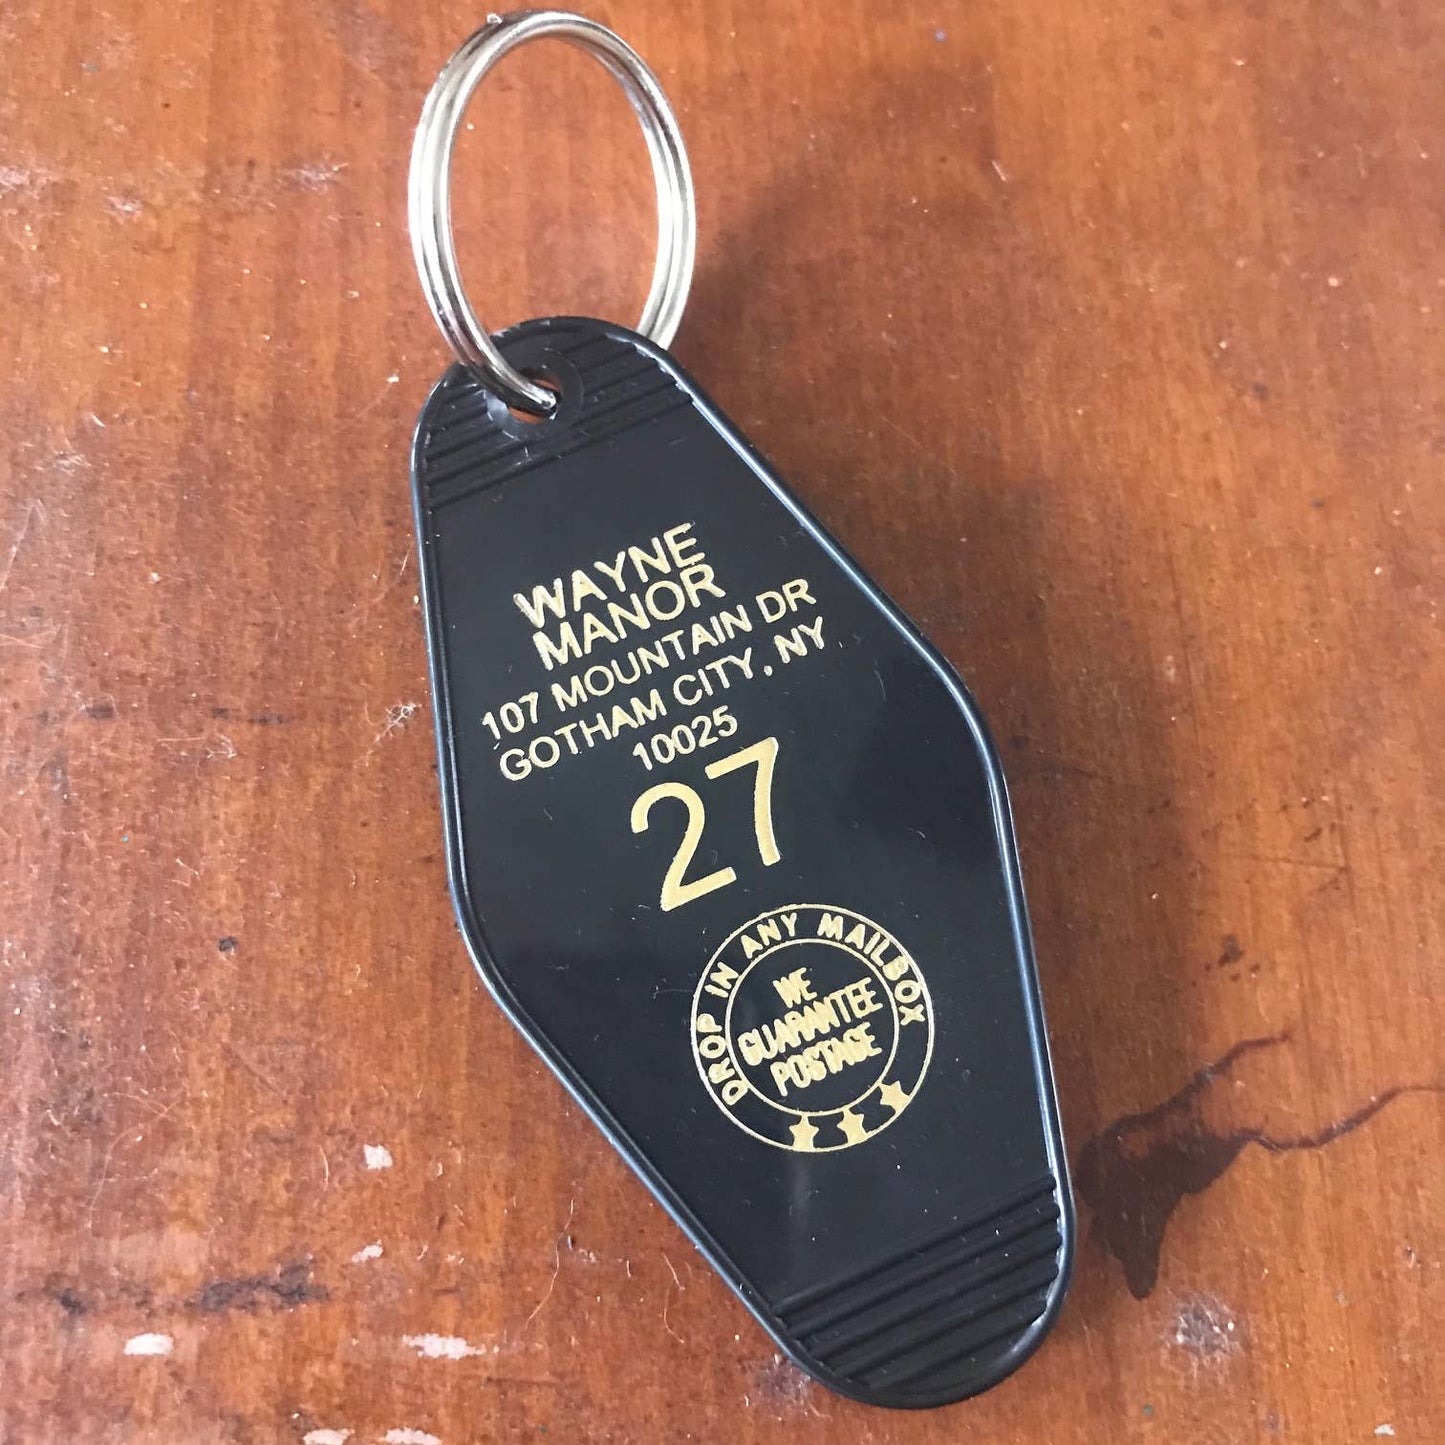 WAYNE
MANOR
107 MOUNTAIN DR
GOTHAM CITY, NY
10025
27
DROP IN ANY MAILBOX
WE
GUARANTEE
POSTAGE